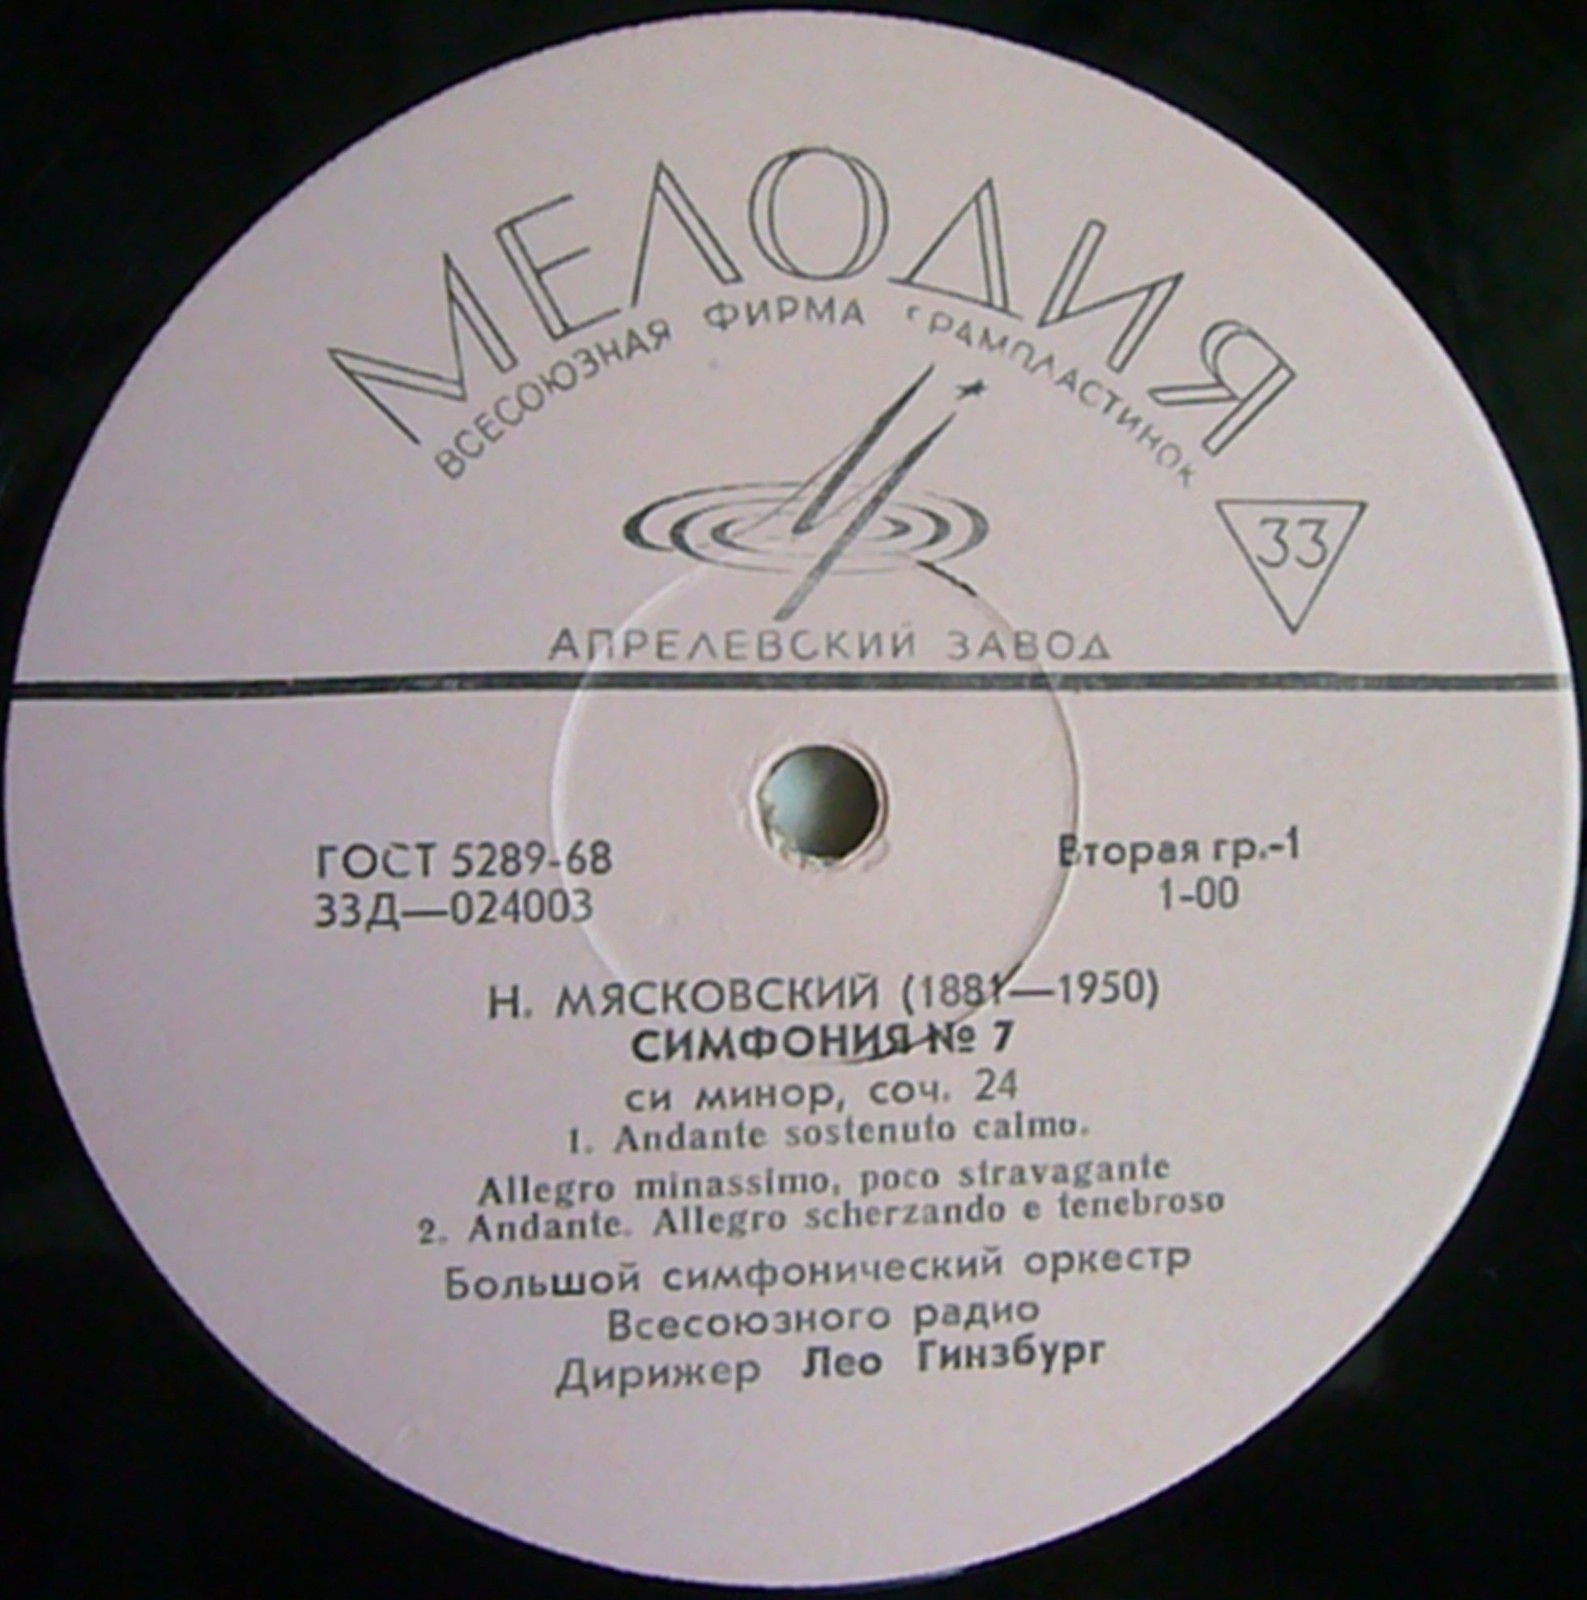 МЕЛОДИЯ
ВСЕСОЮЗНАЯ ФИРМА ГРАМПЛАСТИНОК
33
АПРЕЛЕВСКИЙ ЗАВОД
ГОСТ 5289-68
33Д—024003
Вторая гр.-1
1-00
Н. МЯСКОВСКИЙ (1881—1950)
СИМФОНИЯ № 7
си минор, соч. 24
1. Andante sostenuto calmo.
Allegro minassimo, poco stravagante
2. Andante. Allegro scherzando e tenebroso
Большой симфонический оркестр
Всесоюзного радио
Дирижер Лео Гинзбург